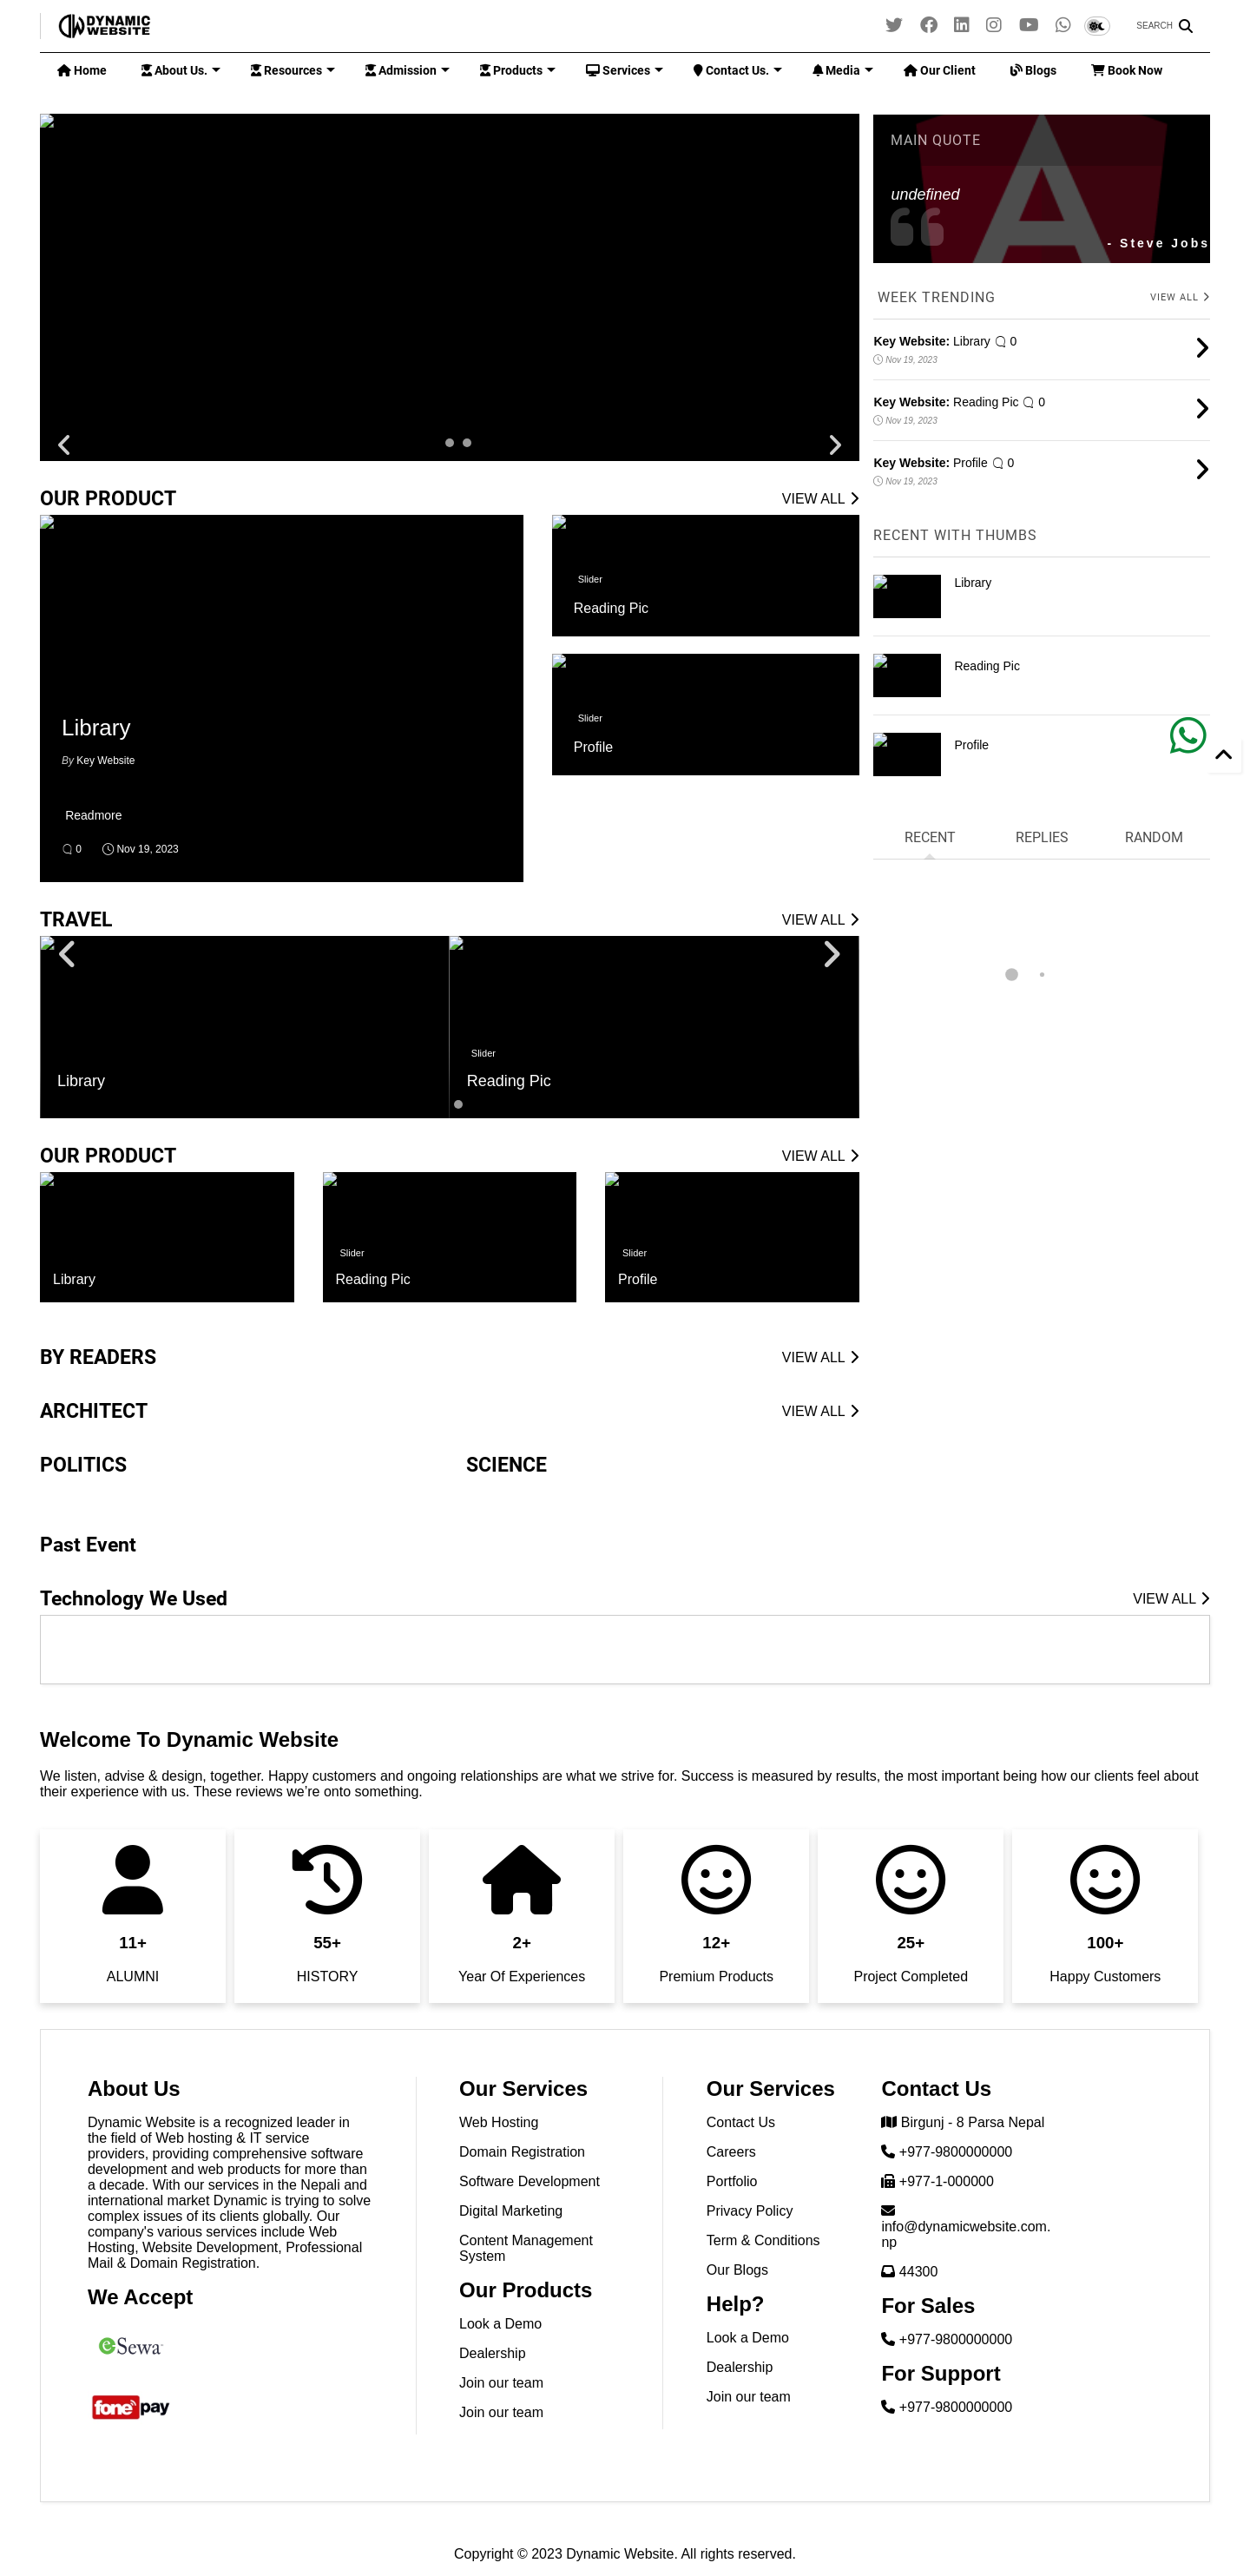 DYNAMIC
WEBSITE
SEARCH
Home
About Us.
Resources
Admission
Products
Services
Contact Us.
Media
Our Client
Blogs
Book Now
MAIN QUOTE
undefined
- Steve Jobs
WEEK TRENDING
VIEW ALL
Key Website: Library 0
Nov 19, 2023
Key Website: Reading Pic 0
Nov 19, 2023
Key Website: Profile 0
Nov 19, 2023
OUR PRODUCT
VIEW ALL
Library
By Key Website
Readmore
0
Nov 19, 2023
Slider
Reading Pic
Slider
Profile
RECENT WITH THUMBS
Library
Reading Pic
Profile
RECENT
REPLIES
RANDOM
TRAVEL
VIEW ALL
Library
Slider
Reading Pic
OUR PRODUCT
VIEW ALL
Library
Slider
Reading Pic
Slider
Profile
BY READERS
VIEW ALL
ARCHITECT
VIEW ALL
POLITICS
SCIENCE
Past Event
Technology We Used
VIEW ALL
Welcome To Dynamic Website
We listen, advise & design, together. Happy customers and ongoing relationships are what we strive for. Success is measured by results, the most important being how our clients feel about
their experience with us. These reviews we're onto something.
11+
ALUMNI
55+
HISTORY
2+
Year Of Experiences
12+
Premium Products
25+
Project Completed
100+
Happy Customers
About Us
Dynamic Website is a recognized leader in
the field of Web hosting & IT service
providers, providing comprehensive software
development and web products for more than
a decade. With our services in the Nepali and
international market Dynamic is trying to solve
complex issues of its clients globally. Our
company's various services include Web
Hosting, Website Development, Professional
Mail & Domain Registration.
We Accept
eSewa
fonepay
Our Services
Web Hosting
Domain Registration
Software Development
Digital Marketing
Content Management
System
Our Products
Look a Demo
Dealership
Join our team
Join our team
Our Services
Contact Us
Careers
Portfolio
Privacy Policy
Term & Conditions
Our Blogs
Help?
Look a Demo
Dealership
Join our team
Contact Us
Birgunj - 8 Parsa Nepal
+977-9800000000
+977-1-000000
info@dynamicwebsite.com.
np
44300
For Sales
+977-9800000000
For Support
+977-9800000000
Copyright © 2023 Dynamic Website. All rights reserved.